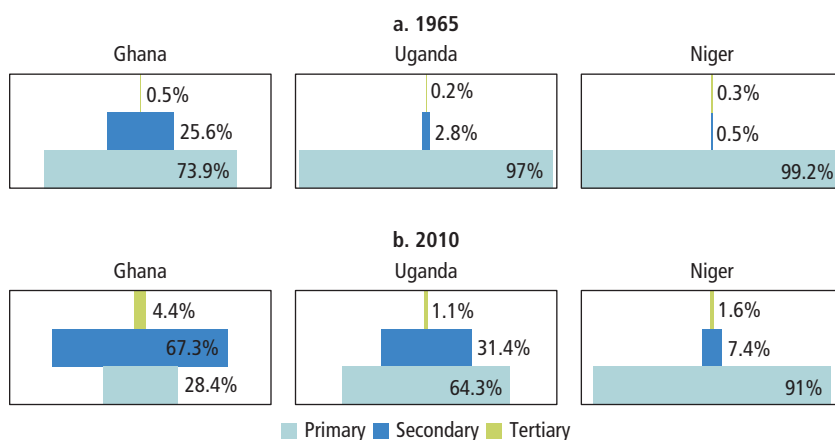 a. 1965
Ghana Uganda Niger
0.5% 0.2% 0.3%
25.6% 2.8% 0.5%
73.9% 97% 99.2%
b. 2010
Ghana Uganda Niger
4.4% 1.1% 1.6%
67.3% 31.4% 7.4%
28.4% 64.3% 91%
Primary Secondary Tertiary